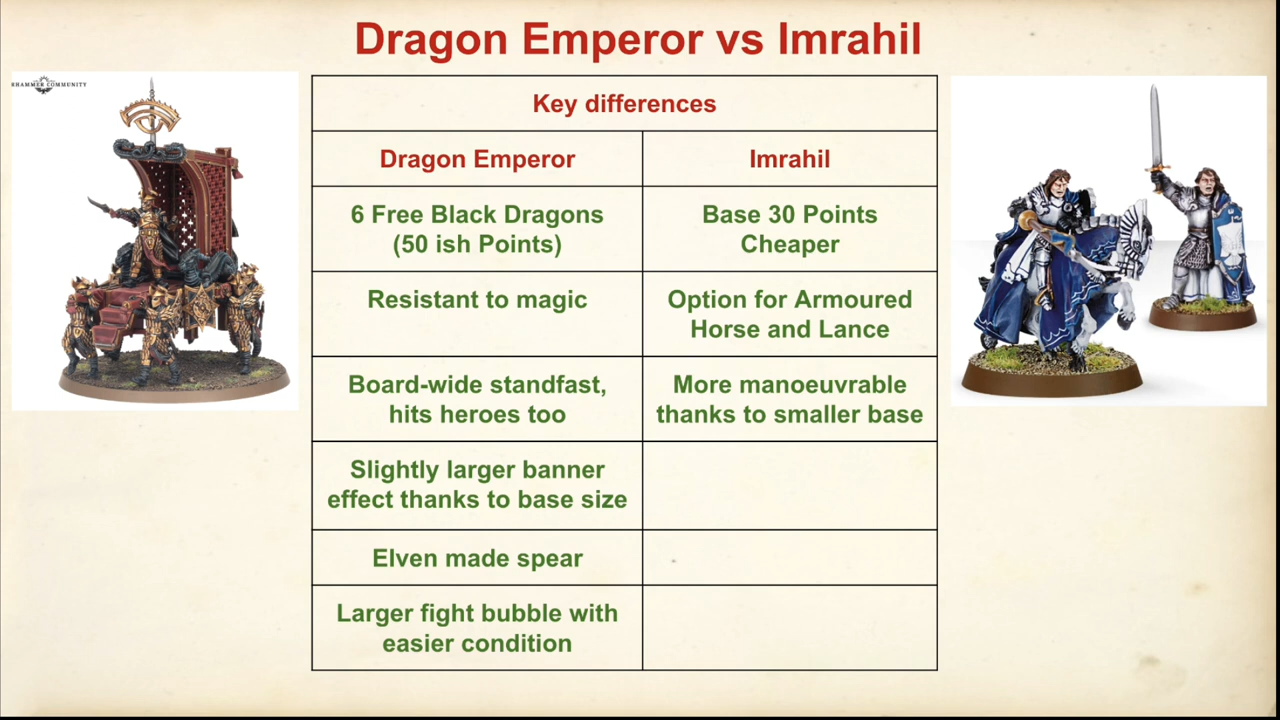 Dragon Emperor vs Imrahil
Key differences
Dragon Emperor
Imrahil
6 Free Black Dragons
(50 ish Points)
Base 30 Points
Cheaper
Resistant to magic
Option for Armoured
Horse and Lance
Board-wide standfast,
hits heroes too
More manoeuvrable
thanks to smaller base
Slightly larger banner
effect thanks to base size
Elven made spear
Larger fight bubble with
easier condition